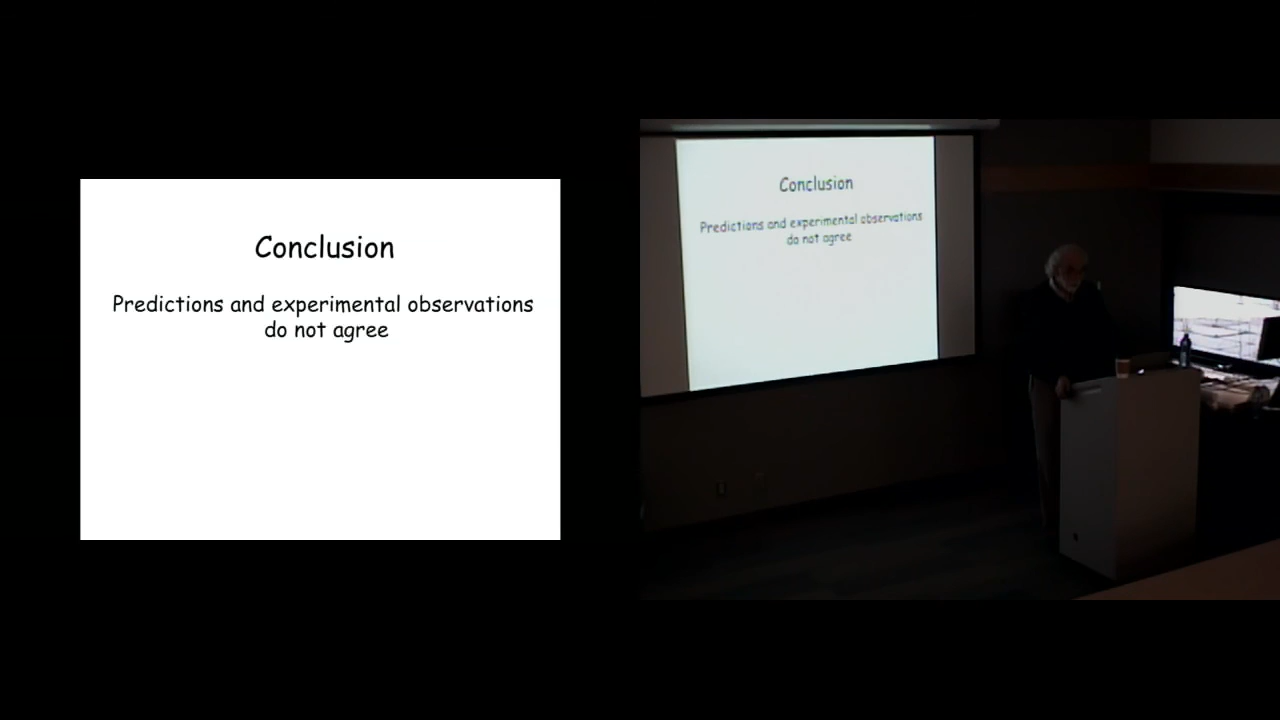 Conclusion
Predictions and experimental observations
do not agree
Conclusion
Predictions and experimental observations
do not agree